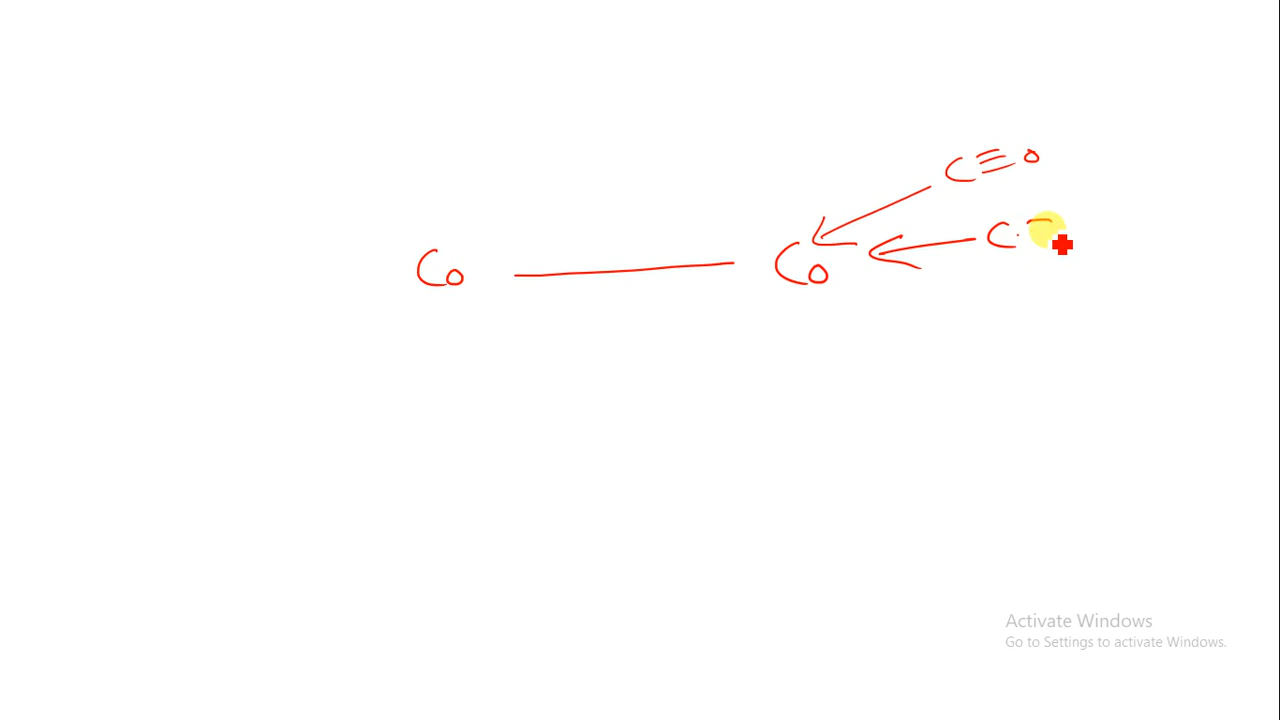 C≡O
C
Co — Co
Activate Windows
Go to Settings to activate Windows.